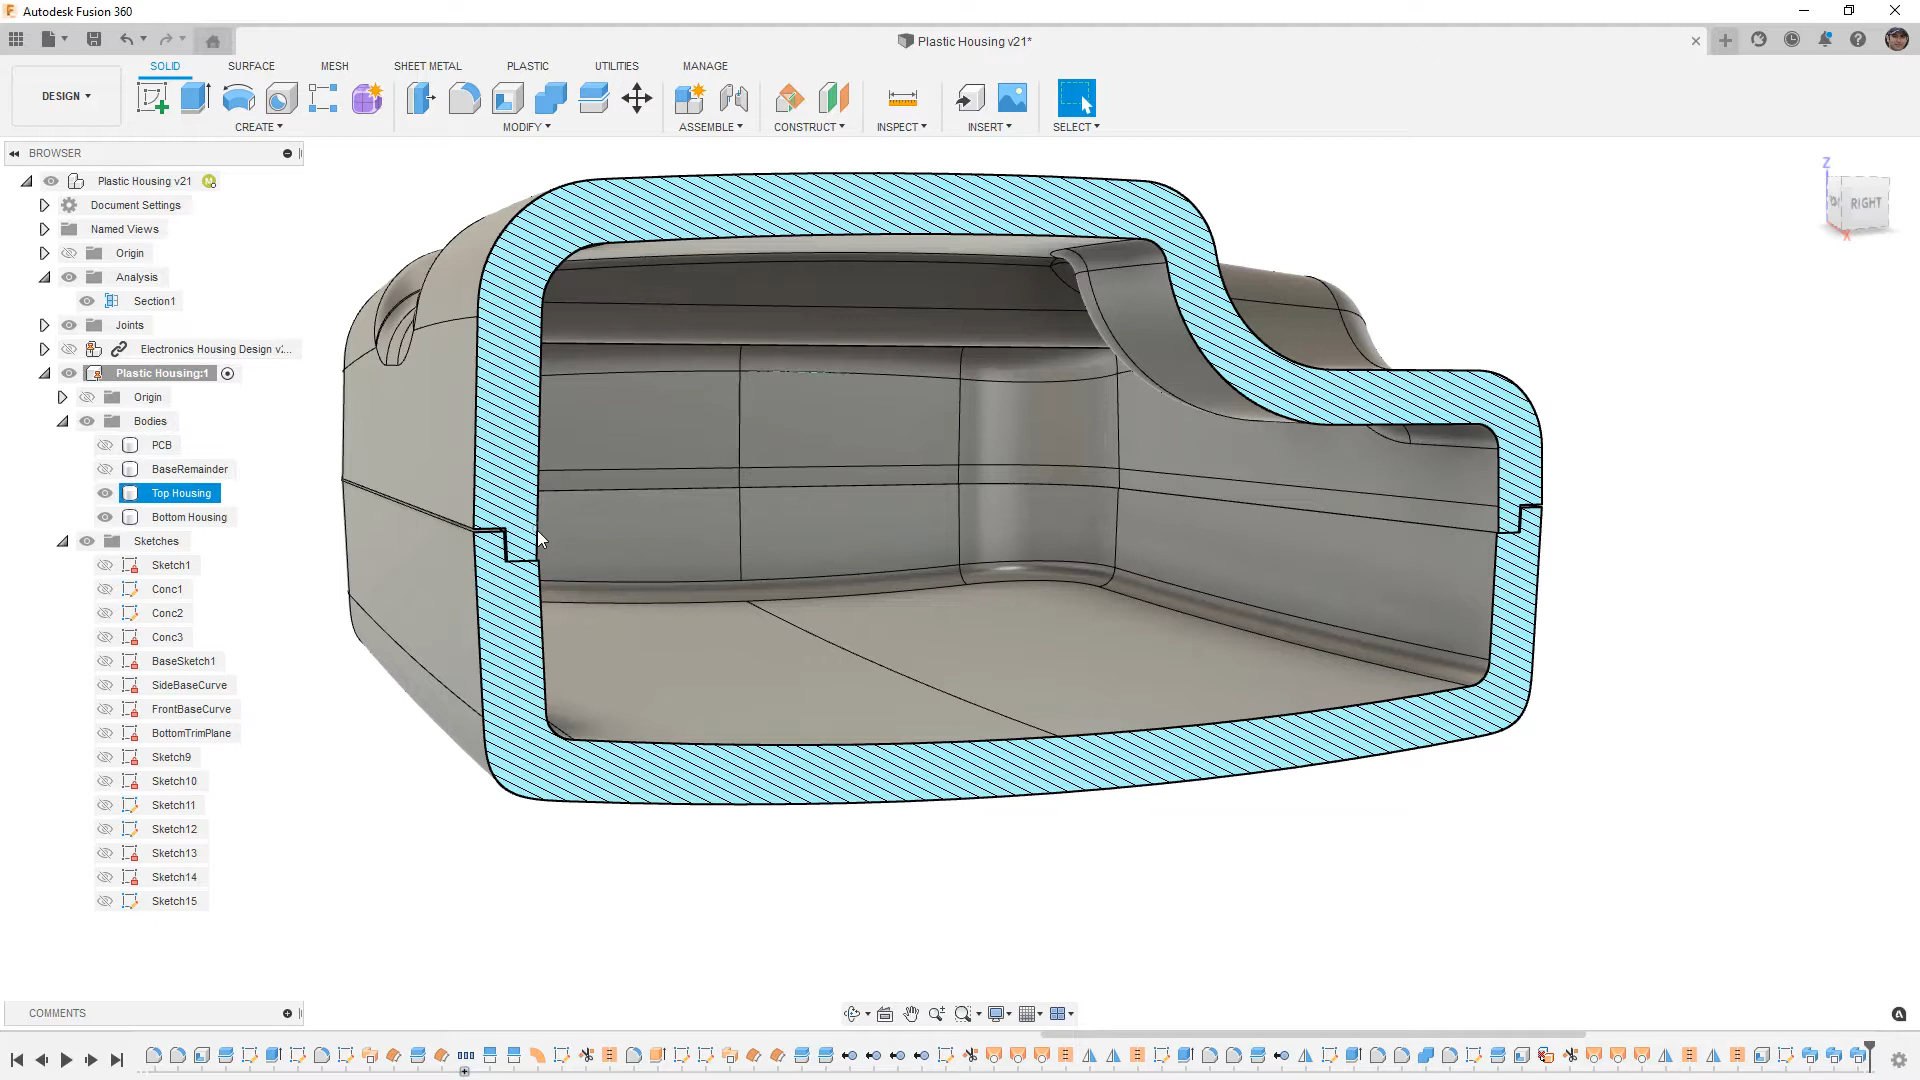 Autodesk Fusion 360
Plastic Housing v21*
DESIGN
SOLID SURFACE MESH SHEET METAL PLASTIC UTILITIES MANAGE
CREATE MODIFY ASSEMBLE CONSTRUCT INSPECT INSERT SELECT
BROWSER
Plastic Housing v21
M
Document Settings
Named Views
Origin
Analysis
Section1
Joints
Electronics Housing Design v:...
Plastic Housing:1
Origin
Bodies
PCB
BaseRemainder
Top Housing
Bottom Housing
Sketches
Sketch1
Conc1
Conc2
Conc3
BaseSketch1
SideBaseCurve
FrontBaseCurve
BottomTrimPlane
Sketch9
Sketch10
Sketch11
Sketch12
Sketch13
Sketch14
Sketch15
Z
RIGHT
X
COMMENTS